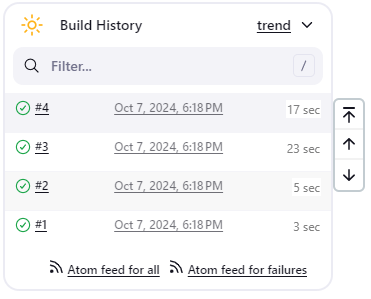 Build History trend
Filter... /
#4 Oct 7, 2024, 6:18 PM 17 sec
#3 Oct 7, 2024, 6:18 PM 23 sec
#2 Oct 7, 2024, 6:18 PM 5 sec
#1 Oct 7, 2024, 6:18 PM 3 sec
Atom feed for all Atom feed for failures